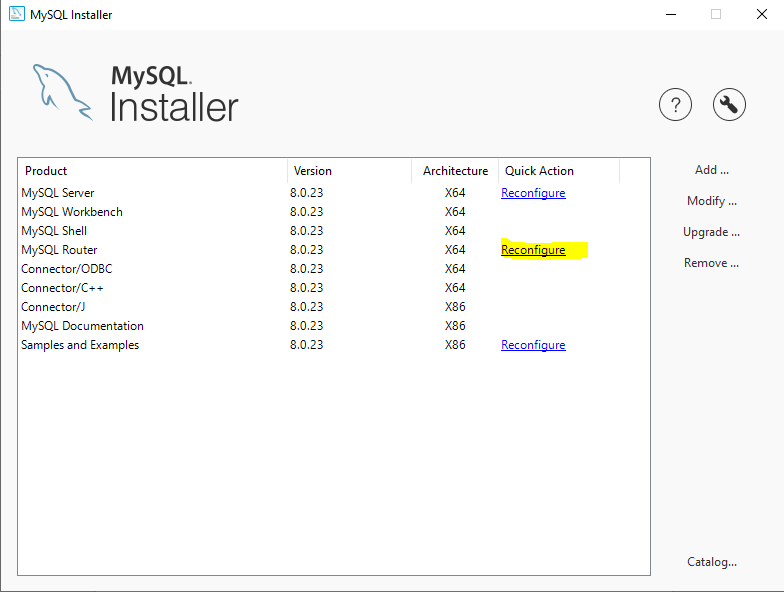 MySQL Installer
MySQL.
Installer
?
Product Version Architecture Quick Action
MySQL Server 8.0.23 X64 Reconfigure
MySQL Workbench 8.0.23 X64
MySQL Shell 8.0.23 X64
MySQL Router 8.0.23 X64 Reconfigure
Connector/ODBC 8.0.23 X64
Connector/C++ 8.0.23 X64
Connector/J 8.0.23 X86
MySQL Documentation 8.0.23 X86
Samples and Examples 8.0.23 X86 Reconfigure
Add ...
Modify ...
Upgrade ...
Remove ...
Catalog...